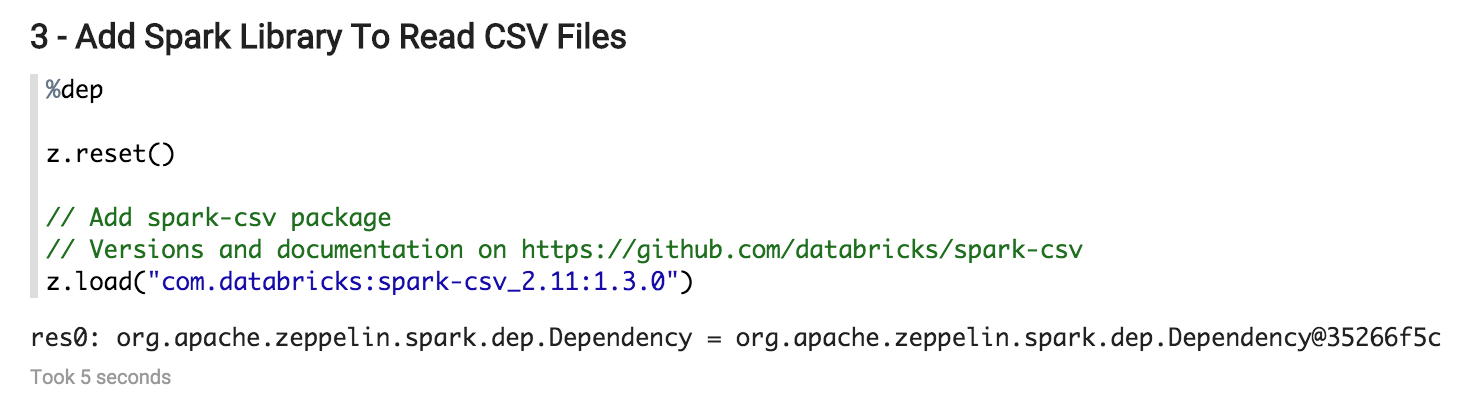 3 - Add Spark Library To Read CSV Files
%dep
z.reset()
// Add spark-csv package
// Versions and documentation on https://github.com/databricks/spark-csv
z.load("com.databricks:spark-csv_2.11:1.3.0")
res0: org.apache.zeppelin.spark.dep.Dependency = org.apache.zeppelin.spark.dep.Dependency@35266f5c
Took 5 seconds